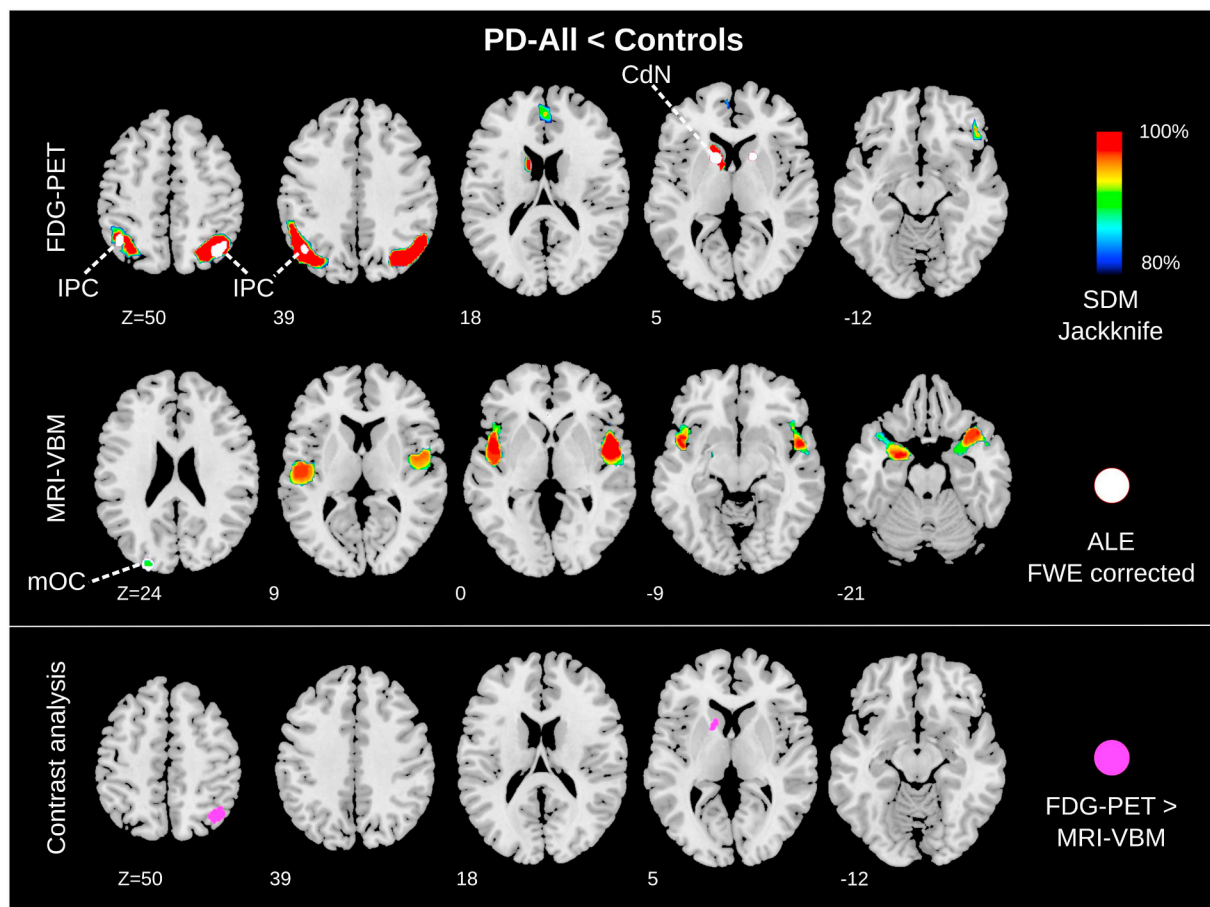 PD-All < Controls
CdN
FDG-PET
100%
80%
IPC
IPC
SDM
Jackknife
Z=50
39
18
5
-12
MRI-VBM
mOC
ALE
FWE corrected
Z=24
9
0
-9
-21
Contrast analysis
FDG-PET >
MRI-VBM
Z=50
39
18
5
-12